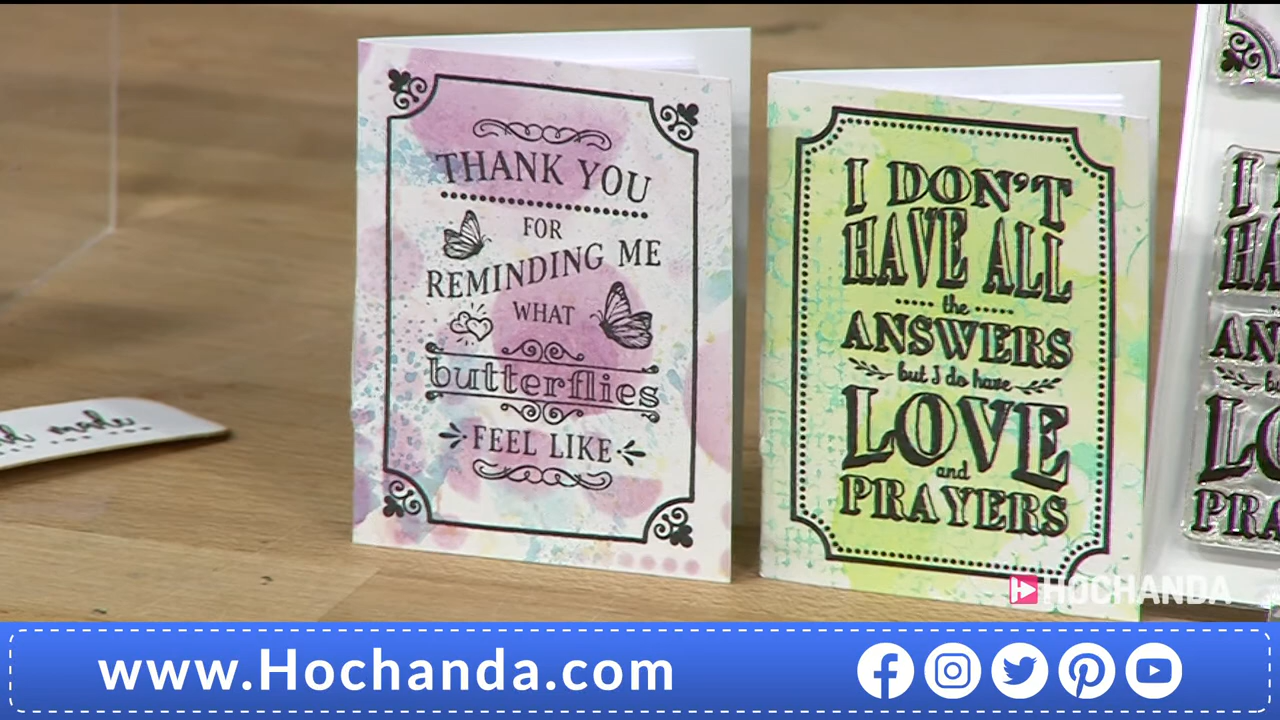 THANK YOU
FOR
REMINDING ME
WHAT
butterflies
FEEL LIKE
I DON'T
HAVE ALL
the
ANSWERS
but I do have
LOVE
and
PRAYERS
made
HOCHANDA
www.Hochanda.com